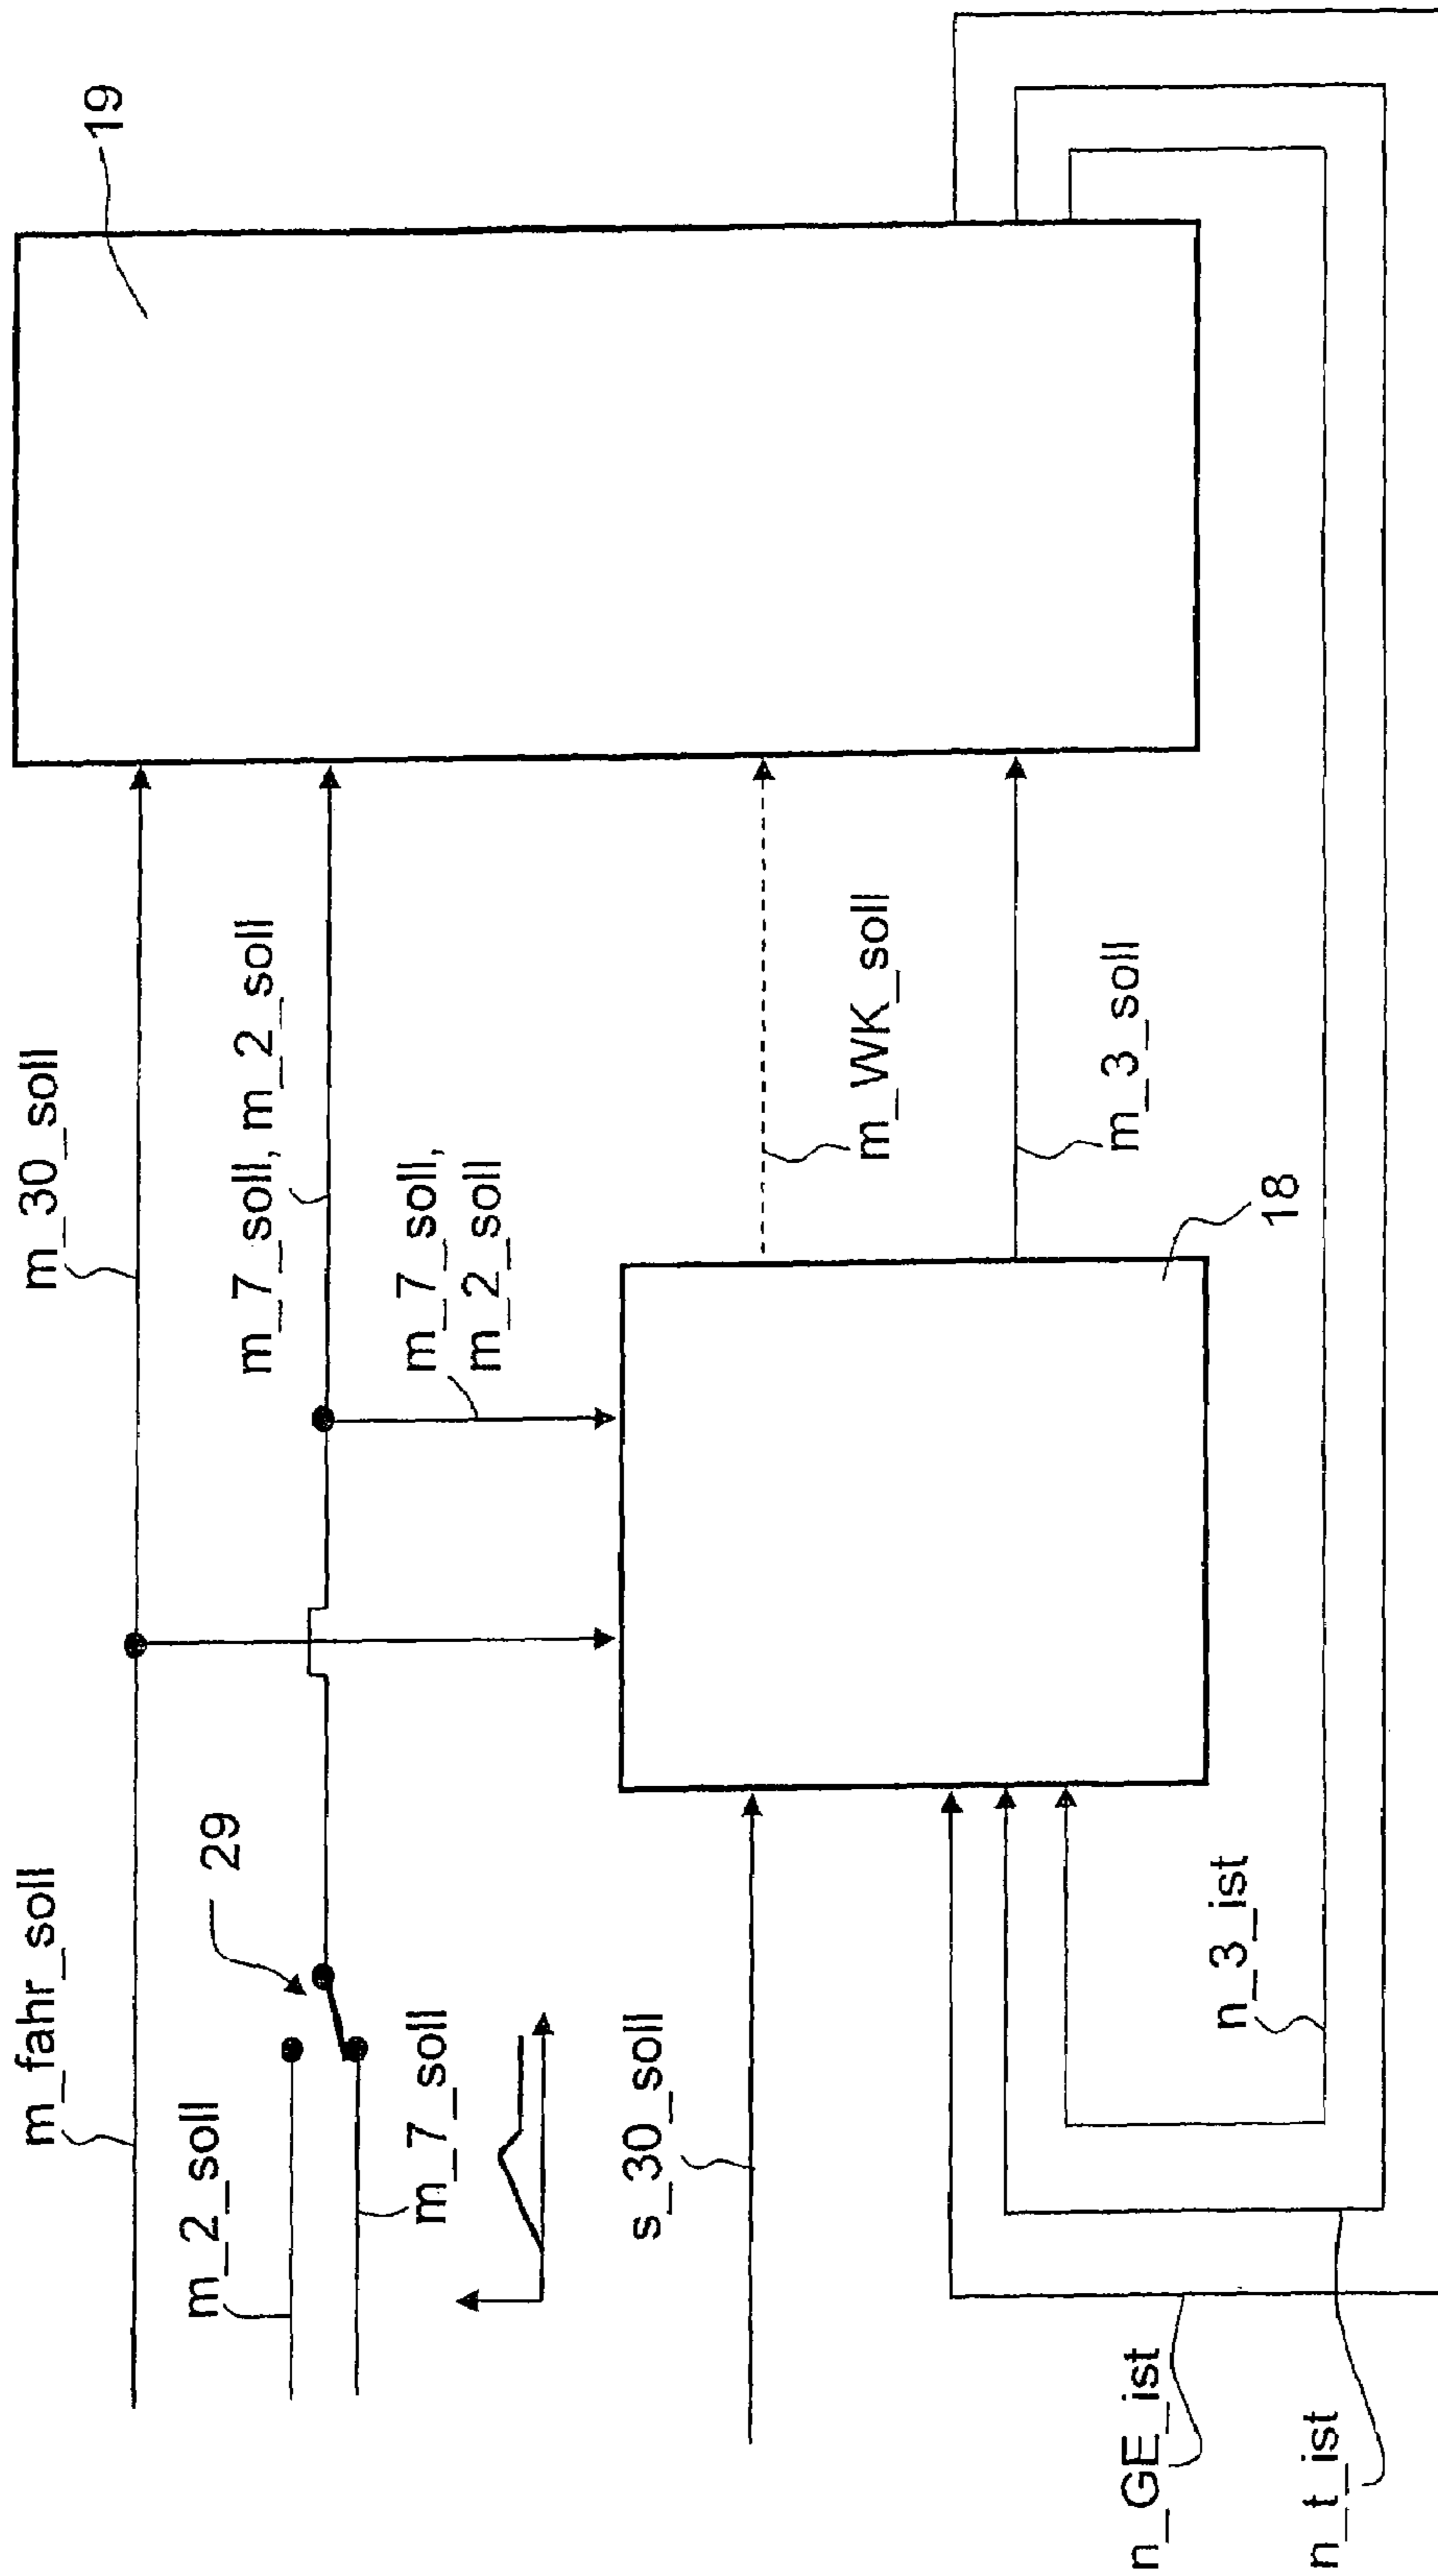 m_fahr_soll
m_30_soll
19
m_2_soll
29
m_7_soll, m_2_soll
m_7_soll
m_7_soll,
m_2_soll
s_30_soll
m_WK_soll
m_3_soll
18
n_GE_ist
n_3_ist
n_t_ist